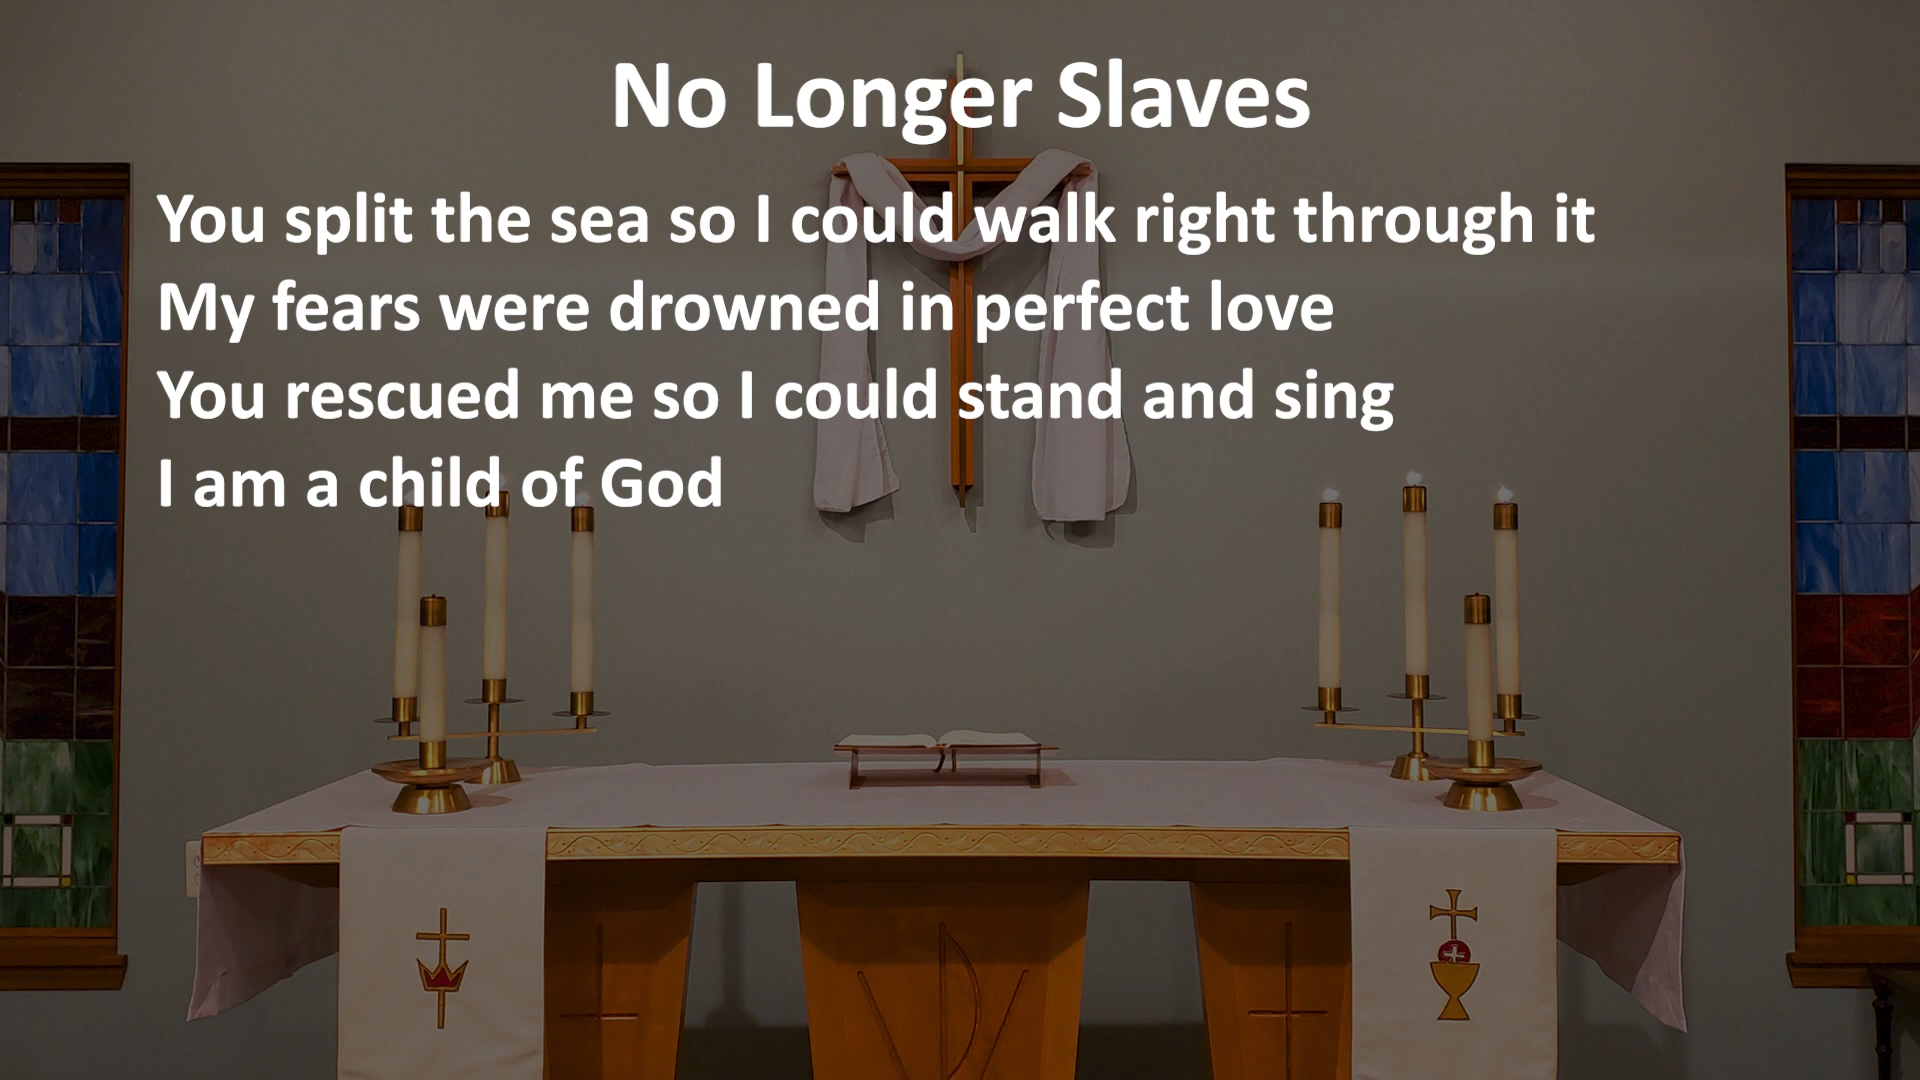 No Longer Slaves
You split the sea so I could walk right through it
My fears were drowned in perfect love
You rescued me so I could stand and sing
I am a child of God